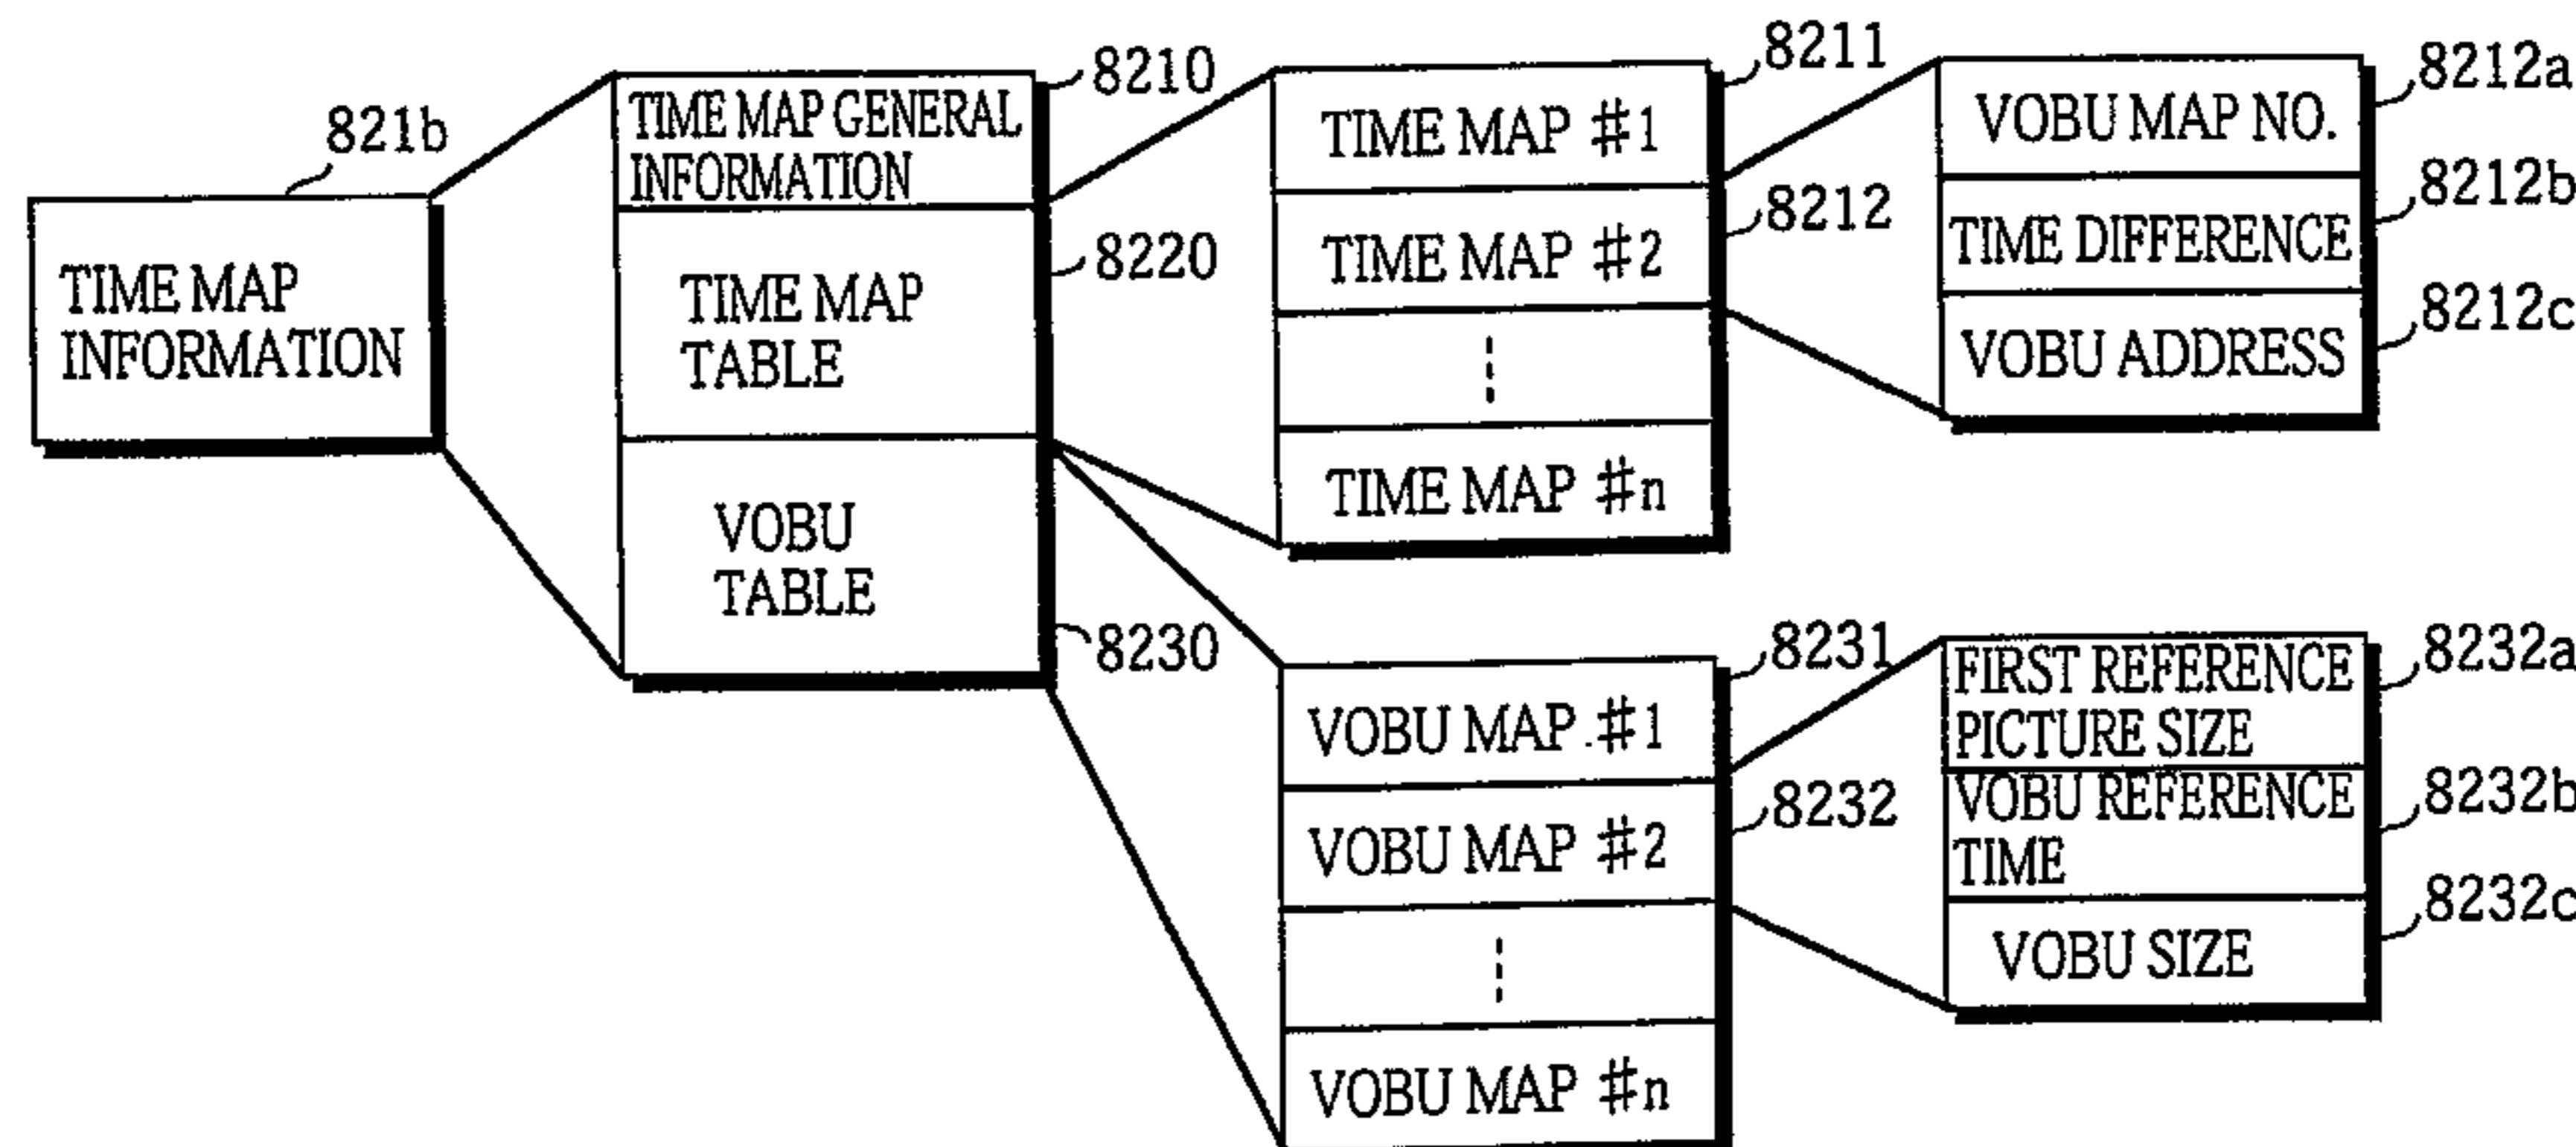 821b
TIME MAP
INFORMATION
8210
TIME MAP GENERAL
INFORMATION
8220
TIME MAP
TABLE
VOBU
TABLE
8230
8211
TIME MAP #1
8212
TIME MAP #2
TIME MAP #n
8212a
VOBU MAP NO.
8212b
TIME DIFFERENCE
8212c
VOBU ADDRESS
8231
VOBU MAP #1
8232
VOBU MAP #2
VOBU MAP #n
8232a
FIRST REFERENCE
PICTURE SIZE
8232b
VOBU REFERENCE
TIME
8232c
VOBU SIZE